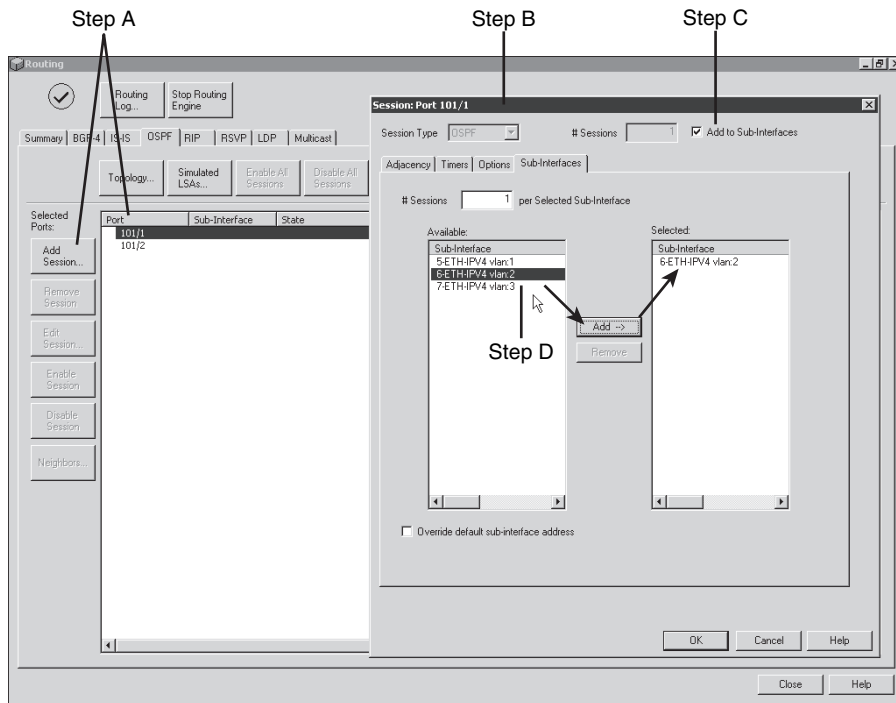 Step A
Step B
Step C
Routing
Routing Log...
Stop Routing Engine
Summary
BGP-4
IS-IS
OSPF
RIP
RSVP
LDP
Multicast
Topology...
Simulated LSAs...
Enable All Sessions
Disable All Sessions
Selected Ports:
Add Session...
Remove Session
Edit Session...
Enable Session
Disable Session
Neighbors...
Port
Sub-Interface
State
101/1
101/2
Session: Port 101/1
Session Type
OSPF
# Sessions
1
Add to Sub-Interfaces
Adjacency
Timers
Options
Sub-Interfaces
# Sessions
1
per Selected Sub-Interface
Available:
Sub-Interface
5-ETH-IPV4 vlan:1
6-ETH-IPV4 vlan:2
7-ETH-IPV4 vlan:3
Step D
Add -->
Remove
Selected:
Sub-Interface
6-ETH-IPV4 vlan:2
Override default sub-interface address
OK
Cancel
Help
Close
Help